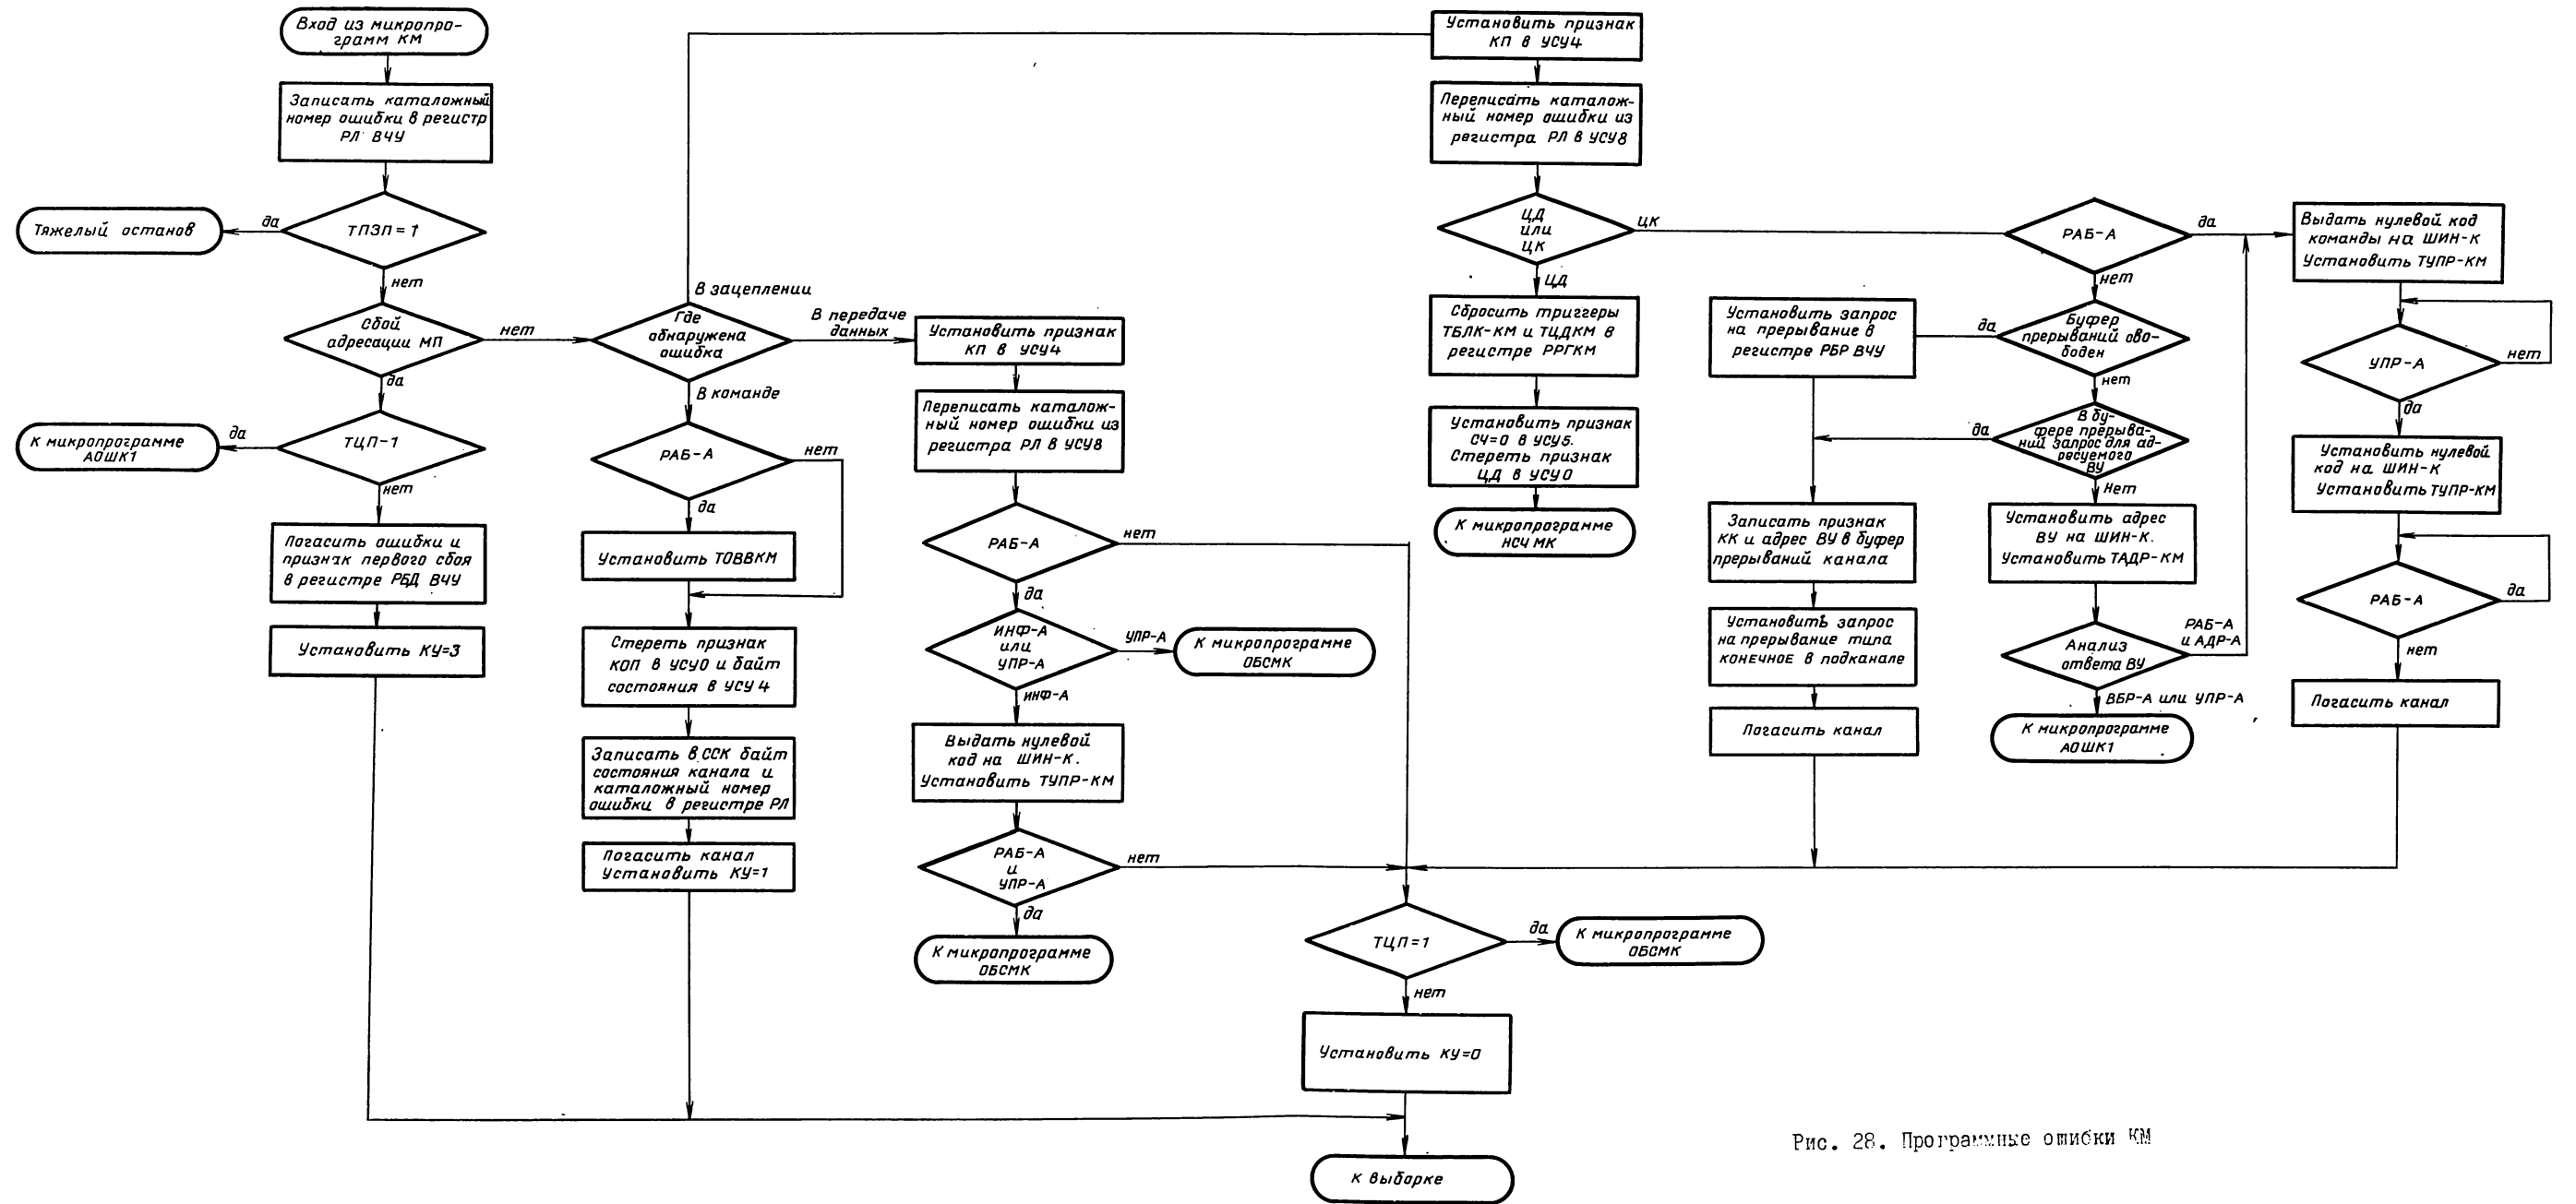 Вход из микропро-
грамм КМ
Записать каталожный
номер ошибки в регистр
РЛ ВЧУ
ТПЗП=1
да
Тяжелый останов
нет
Сбой
адресации МП
нет
да
ТЦП-1
да
К микропрограмме
АОШК1
нет
Погасить ошибки и
признак первого сбоя
в регистре РБД ВЧУ
Установить КУ=3
Где
обнаружена
ошибка
В зацеплении
В передаче
данных
В команде
РАБ-А
нет
да
Установить ТОВВКМ
Стереть признак
КОП в УСУ0 и байт
состояния в УСУ 4
Записать в ССК байт
состояния канала и
каталожный номер
ошибки в регистре РЛ
Погасить канал
Установить КУ=1
Установить признак
КП в УСУ4
Переписать каталож-
ный номер ошибки из
регистра РЛ в УСУ8
РАБ-А
нет
да
ИНФ-А
или
УПР-А
УПР-А
К микропрограмме
ОБСМК
ИНФ-А
Выдать нулевой
код на ШИН-К.
Установить ТУПР-КМ
РАБ-А
и
УПР-А
нет
да
К микропрограмме
ОБСМК
Установить признак
КП в УСУ4
Переписать каталож-
ный номер ошибки из
регистра РЛ в УСУ8
ЦД
или
ЦК
ЦК
ЦД
Сбросить триггеры
ТБЛК-КМ и ТЦДКМ в
регистре РРГКМ
Установить признак
СЧ=0 в УСУ5.
Стереть признак
ЦД в УСУ0
К микропрограмме
НСЧ МК
ТЦП=1
да
К микропрограмме
ОБСМК
нет
Установить КУ=0
К выборке
РАБ-А
да
нет
Буфер
прерываний ово-
боден
да
Установить запрос
на прерывание в
регистре РБР ВЧУ
нет
В бу-
фере прерыва-
ний запрос для ад-
ресуемого
ВУ
да
Нет
Записать признак
КК и адрес ВУ в буфер
прерываний канала
Установить запрос
на прерывание типа
КОНЕЧНОЕ в подканале
Погасить канал
Установить адрес
ВУ на ШИН-К.
Установить ТАДР-КМ
Анализ
ответа ВУ
РАБ-А
и АДР-А
ВБР-А или УПР-А
К микропрограмме
АОШК1
Выдать нулевой код
команды на ШИН-К
Установить ТУПР-КМ
УПР-А
нет
да
Установить нулевой
код на ШИН-К
Установить ТУПР-КМ
РАБ-А
да
нет
Погасить канал
Рис. 28. Программные ошибки КМ